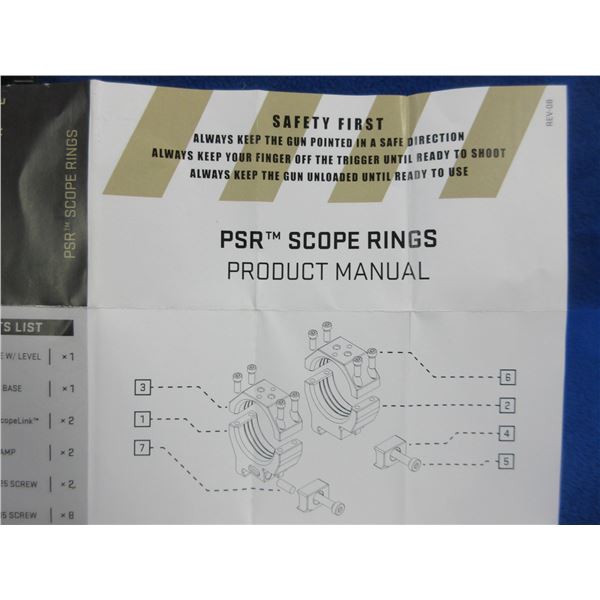 SAFETY FIRST
ALWAYS KEEP THE GUN POINTED IN A SAFE DIRECTION
ALWAYS KEEP YOUR FINGER OFF THE TRIGGER UNTIL READY TO SHOOT
ALWAYS KEEP THE GUN UNLOADED UNTIL READY TO USE
REV-08
PSR™ SCOPE RINGS
PSR™ SCOPE RINGS
PRODUCT MANUAL
TS LIST
E W/ LEVEL ×1
BASE ×1
copeLink™ ×2
AMP ×2
25 SCREW ×2
SCREW ×8
3
1
7
6
2
4
5